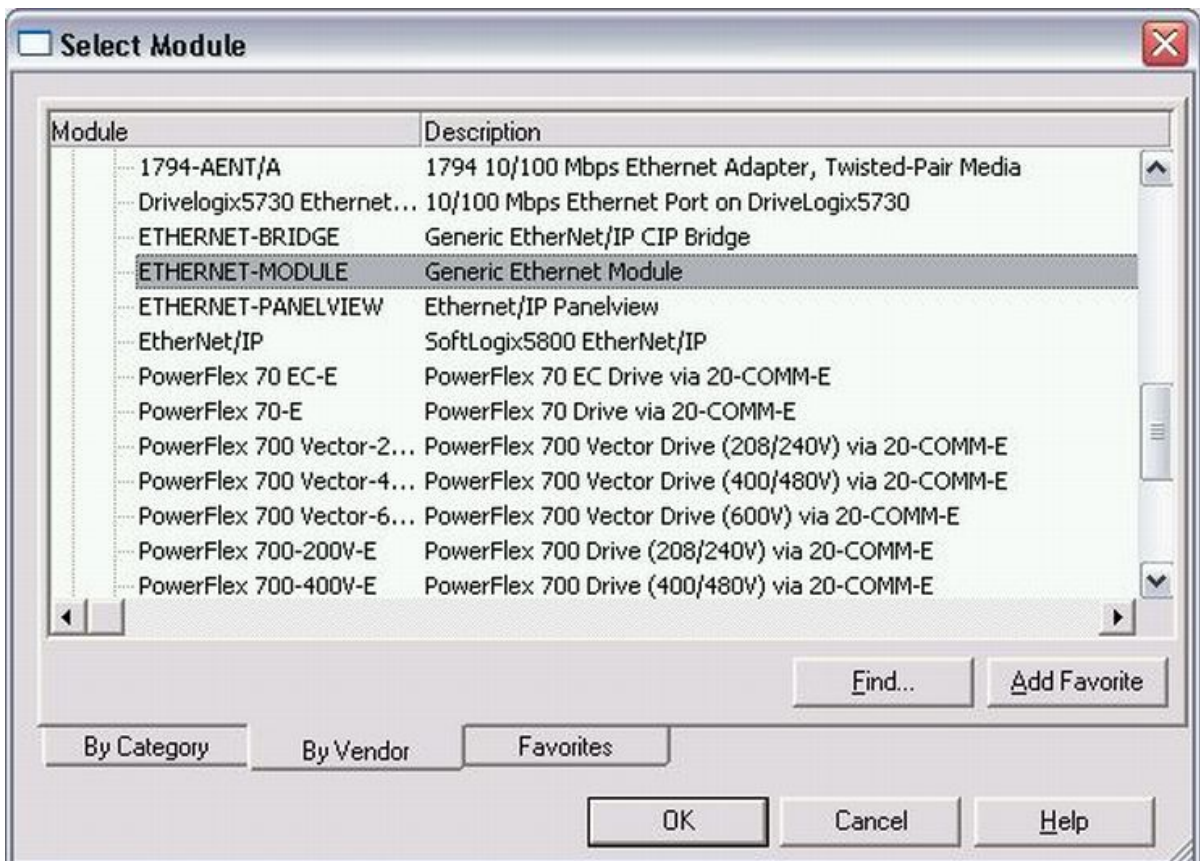 Select Module
Module Description
1794-AENT/A 1794 10/100 Mbps Ethernet Adapter, Twisted-Pair Media
Drivelogix5730 Ethernet... 10/100 Mbps Ethernet Port on DriveLogix5730
ETHERNET-BRIDGE Generic EtherNet/IP CIP Bridge
ETHERNET-MODULE Generic Ethernet Module
ETHERNET-PANELVIEW Ethernet/IP Panelview
EtherNet/IP SoftLogix5800 EtherNet/IP
PowerFlex 70 EC-E PowerFlex 70 EC Drive via 20-COMM-E
PowerFlex 70-E PowerFlex 70 Drive via 20-COMM-E
PowerFlex 700 Vector-2... PowerFlex 700 Vector Drive (208/240V) via 20-COMM-E
PowerFlex 700 Vector-4... PowerFlex 700 Vector Drive (400/480V) via 20-COMM-E
PowerFlex 700 Vector-6... PowerFlex 700 Vector Drive (600V) via 20-COMM-E
PowerFlex 700-200V-E PowerFlex 700 Drive (208/240V) via 20-COMM-E
PowerFlex 700-400V-E PowerFlex 700 Drive (400/480V) via 20-COMM-E
Find... Add Favorite
By Category By Vendor Favorites
OK Cancel Help